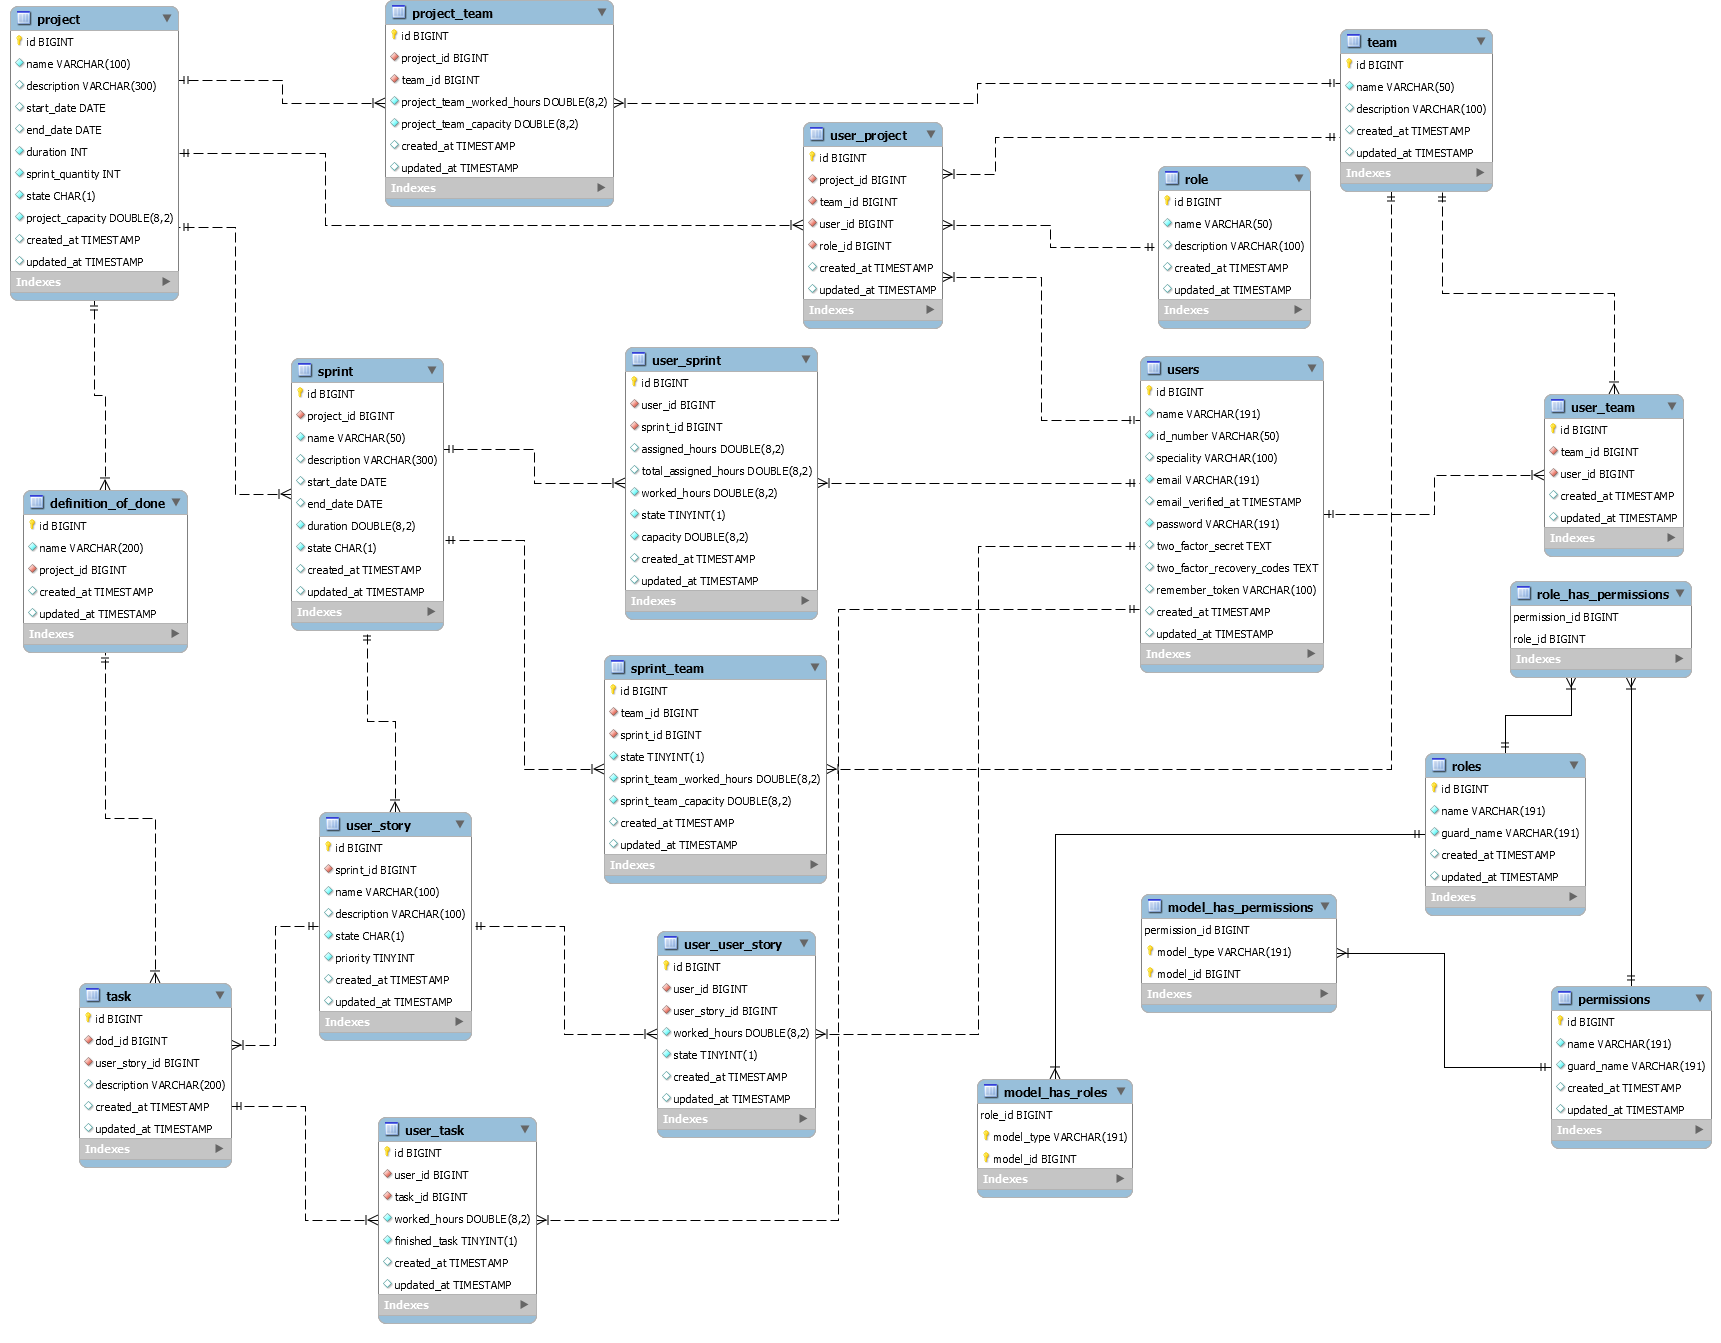 project
id BIGINT
name VARCHAR(100)
description VARCHAR(300)
start_date DATE
end_date DATE
duration INT
sprint_quantity INT
state CHAR(1)
project_capacity DOUBLE(8,2)
created_at TIMESTAMP
updated_at TIMESTAMP
Indexes
project_team
id BIGINT
project_id BIGINT
team_id BIGINT
project_team_worked_hours DOUBLE(8,2)
project_team_capacity DOUBLE(8,2)
created_at TIMESTAMP
updated_at TIMESTAMP
Indexes
team
id BIGINT
name VARCHAR(50)
description VARCHAR(100)
created_at TIMESTAMP
updated_at TIMESTAMP
Indexes
user_project
id BIGINT
project_id BIGINT
team_id BIGINT
user_id BIGINT
role_id BIGINT
created_at TIMESTAMP
updated_at TIMESTAMP
Indexes
role
id BIGINT
name VARCHAR(50)
description VARCHAR(100)
created_at TIMESTAMP
updated_at TIMESTAMP
Indexes
sprint
id BIGINT
project_id BIGINT
name VARCHAR(50)
description VARCHAR(300)
start_date DATE
end_date DATE
duration DOUBLE(8,2)
state CHAR(1)
created_at TIMESTAMP
updated_at TIMESTAMP
Indexes
user_sprint
id BIGINT
user_id BIGINT
sprint_id BIGINT
assigned_hours DOUBLE(8,2)
total_assigned_hours DOUBLE(8,2)
worked_hours DOUBLE(8,2)
state TINYINT(1)
capacity DOUBLE(8,2)
created_at TIMESTAMP
updated_at TIMESTAMP
Indexes
users
id BIGINT
name VARCHAR(191)
id_number VARCHAR(50)
speciality VARCHAR(100)
email VARCHAR(191)
email_verified_at TIMESTAMP
password VARCHAR(191)
two_factor_secret TEXT
two_factor_recovery_codes TEXT
remember_token VARCHAR(100)
created_at TIMESTAMP
updated_at TIMESTAMP
Indexes
user_team
id BIGINT
team_id BIGINT
user_id BIGINT
created_at TIMESTAMP
updated_at TIMESTAMP
Indexes
definition_of_done
id BIGINT
name VARCHAR(200)
project_id BIGINT
created_at TIMESTAMP
updated_at TIMESTAMP
Indexes
role_has_permissions
permission_id BIGINT
role_id BIGINT
Indexes
sprint_team
id BIGINT
team_id BIGINT
sprint_id BIGINT
state TINYINT(1)
sprint_team_worked_hours DOUBLE(8,2)
sprint_team_capacity DOUBLE(8,2)
created_at TIMESTAMP
updated_at TIMESTAMP
Indexes
roles
id BIGINT
name VARCHAR(191)
guard_name VARCHAR(191)
created_at TIMESTAMP
updated_at TIMESTAMP
Indexes
user_story
id BIGINT
sprint_id BIGINT
name VARCHAR(100)
description VARCHAR(100)
state CHAR(1)
priority TINYINT
created_at TIMESTAMP
updated_at TIMESTAMP
Indexes
model_has_permissions
permission_id BIGINT
model_type VARCHAR(191)
model_id BIGINT
Indexes
user_user_story
id BIGINT
user_id BIGINT
user_story_id BIGINT
worked_hours DOUBLE(8,2)
state TINYINT(1)
created_at TIMESTAMP
updated_at TIMESTAMP
Indexes
task
id BIGINT
dod_id BIGINT
user_story_id BIGINT
description VARCHAR(200)
created_at TIMESTAMP
updated_at TIMESTAMP
Indexes
permissions
id BIGINT
name VARCHAR(191)
guard_name VARCHAR(191)
created_at TIMESTAMP
updated_at TIMESTAMP
Indexes
model_has_roles
role_id BIGINT
model_type VARCHAR(191)
model_id BIGINT
Indexes
user_task
id BIGINT
user_id BIGINT
task_id BIGINT
worked_hours DOUBLE(8,2)
finished_task TINYINT(1)
created_at TIMESTAMP
updated_at TIMESTAMP
Indexes